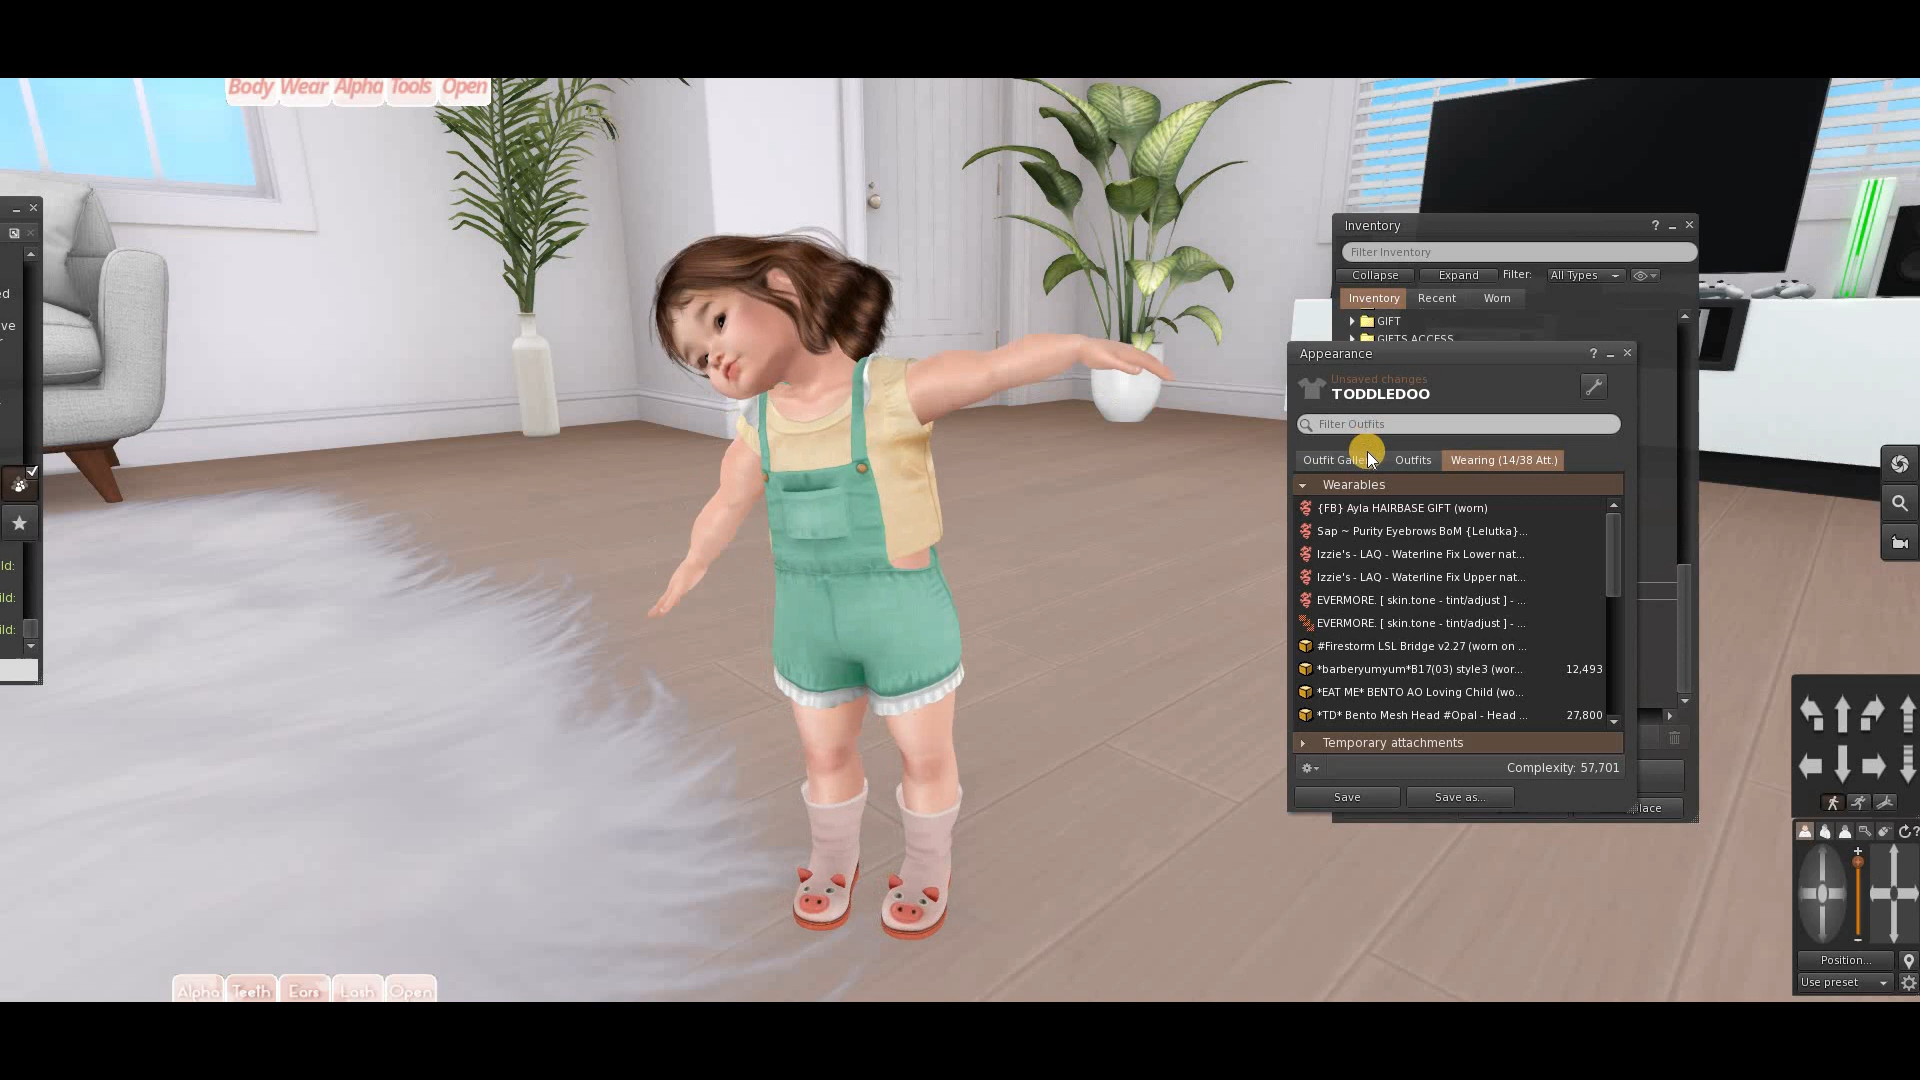 Body Wear Alpha Tools Open
Inventory
?
Filter Inventory
Collapse Expand Filter: All Types
Inventory Recent Worn
GIFT
GIFTS ACCESS
Appearance
?
Unsaved changes
TODDLEDOO
Filter Outfits
Outfit Galle Outfits Wearing (14/38 Att.)
Wearables
{FB} Ayla HAIRBASE GIFT (worn)
Sap ~ Purity Eyebrows BoM {Lelutka}...
Izzie's - LAQ - Waterline Fix Lower nat...
Izzie's - LAQ - Waterline Fix Upper nat...
EVERMORE. [ skin.tone - tint/adjust ] - ...
EVERMORE. [ skin.tone - tint/adjust ] - ...
#Firestorm LSL Bridge v2.27 (worn on ...
*barberyumyum*B17(03) style3 (wor... 12,493
*EAT ME* BENTO AO Loving Child (wo...
*TD* Bento Mesh Head #Opal - Head ... 27,800
Temporary attachments
Complexity: 57,701
Save Save as...
lace
ed
ve
ld:
ild:
ild:
?
Position...
Use preset
Alpha Teeth Ears Lash Open